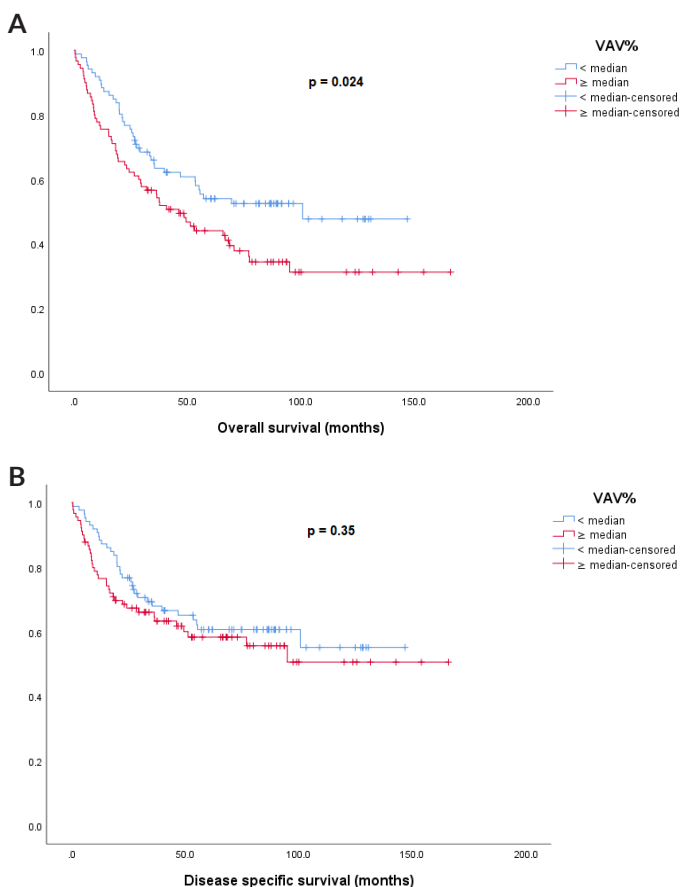 A
VAV%
< median
≥ median
< median-censored
≥ median-censored
p = 0.024
1.0
0.8
0.6
0.4
0.2
0.0
.0 50.0 100.0 150.0 200.0
Overall survival (months)
B
VAV%
< median
≥ median
< median-censored
≥ median-censored
p = 0.35
1.0
0.8
0.6
0.4
0.2
0.0
.0 50.0 100.0 150.0 200.0
Disease specific survival (months)